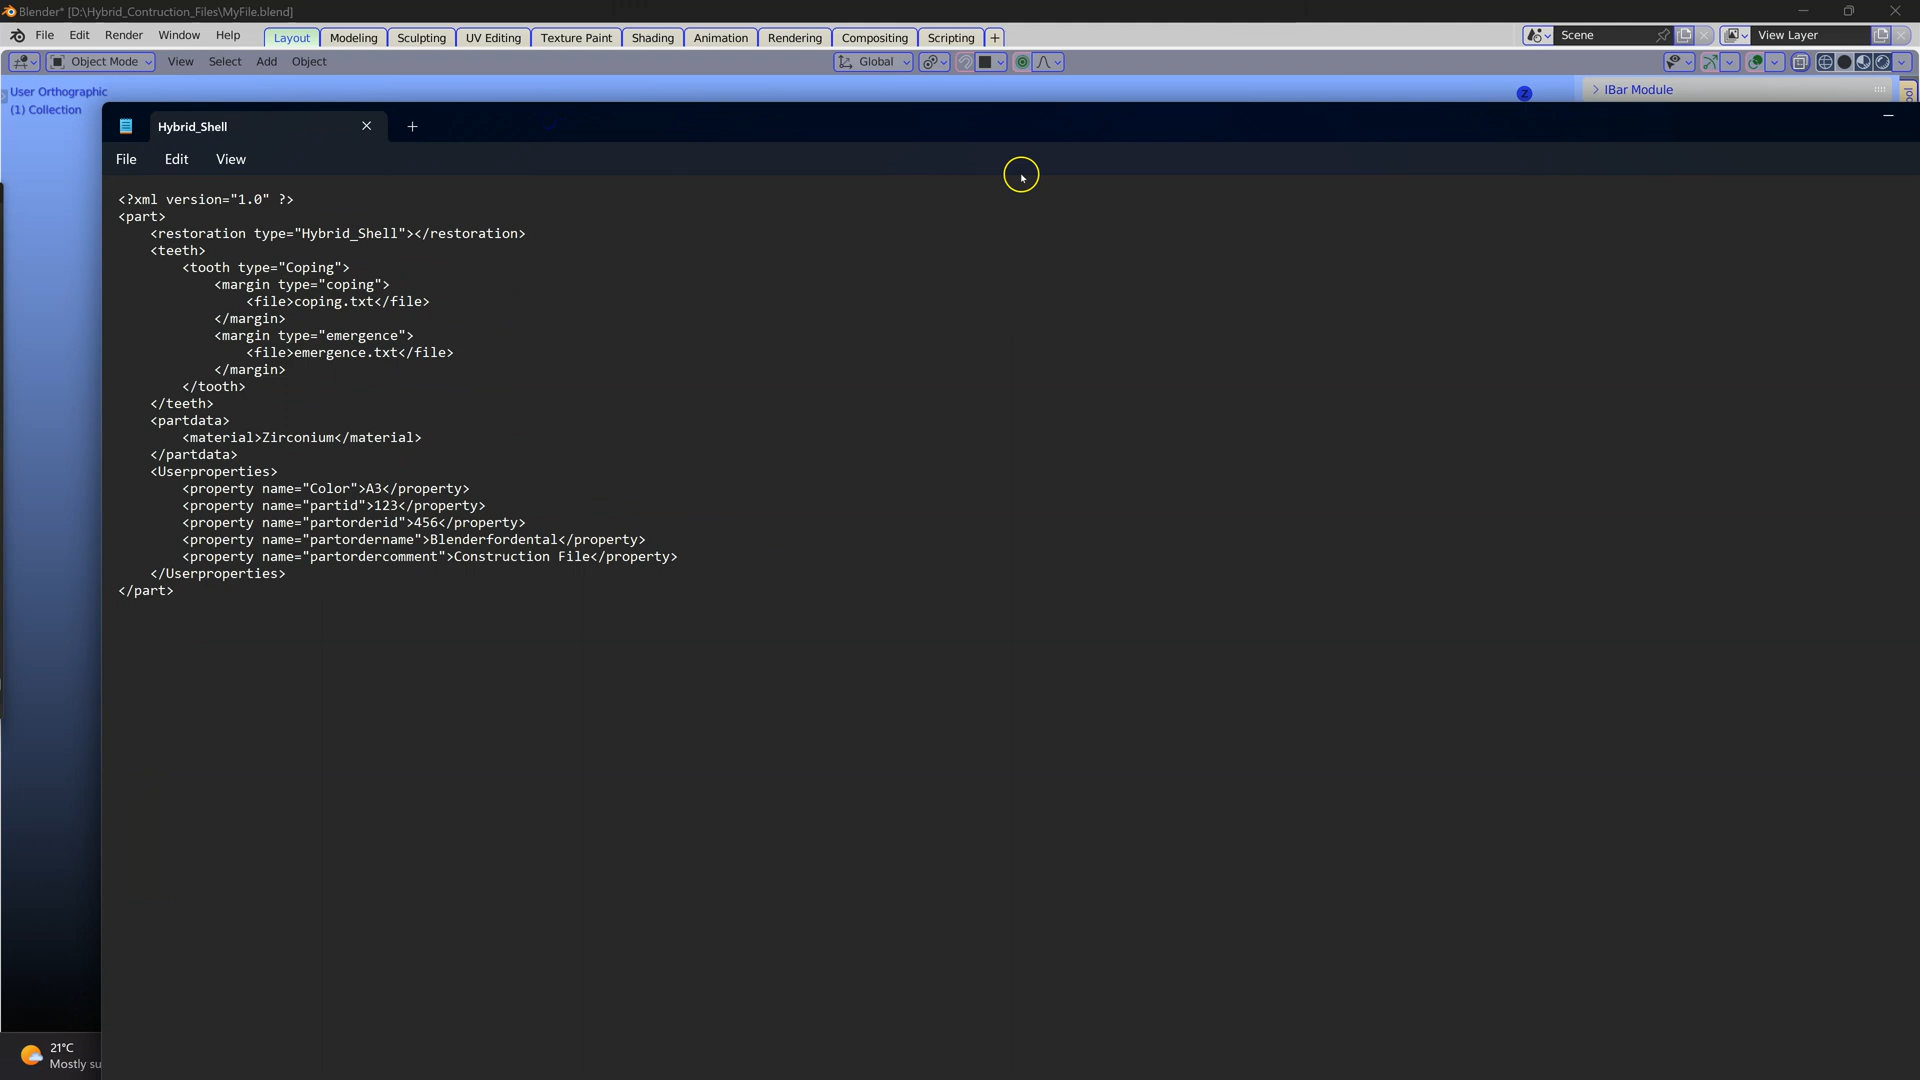 Blender* [D:\Hybrid_Contruction_Files\MyFile.blend]
File Edit Render Window Help Layout Modeling Sculpting UV Editing Texture Paint Shading Animation Rendering Compositing Scripting + Scene View Layer
Object Mode View Select Add Object Global
User Orthographic
(1) Collection
Z
IBar Module
Hybrid_Shell
File Edit View
<?xml version="1.0" ?>
<part>
<restoration type="Hybrid_Shell"></restoration>
<teeth>
<tooth type="Coping">
<margin type="coping">
<file>coping.txt</file>
</margin>
<margin type="emergence">
<file>emergence.txt</file>
</margin>
</tooth>
</teeth>
<partdata>
<material>Zirconium</material>
</partdata>
<Userproperties>
<property name="Color">A3</property>
<property name="partid">123</property>
<property name="partorderid">456</property>
<property name="partordername">Blenderfordental</property>
<property name="partordercomment">Construction File</property>
</Userproperties>
</part>
21°C
Mostly su